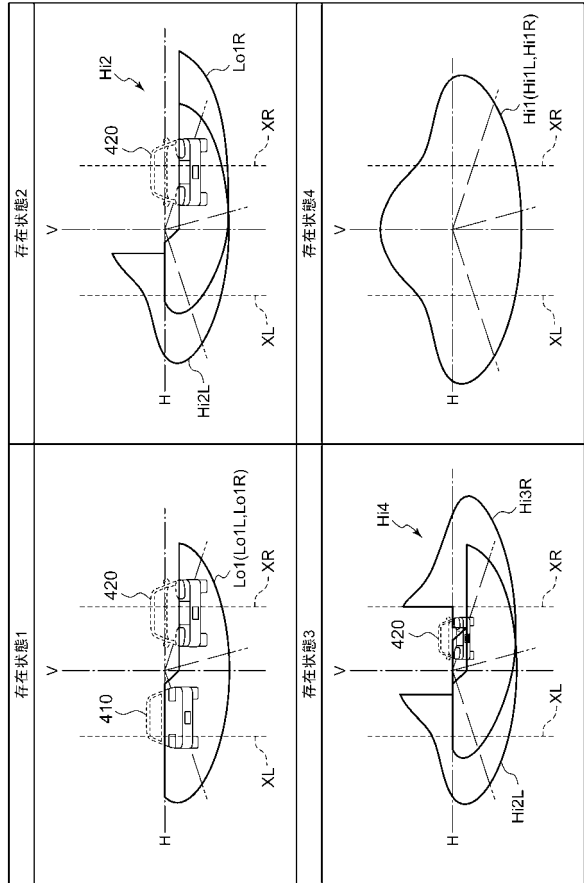 存在状態1
V
H
410
420
Lo1(Lo1L,Lo1R)
XL
XR
存在状態2
V
H
Hi2
420
Lo1R
Hi2L
XL
XR
存在状態3
V
H
Hi4
420
Hi3R
Hi2L
XL
XR
存在状態4
V
H
Hi1(Hi1L,Hi1R)
XL
XR